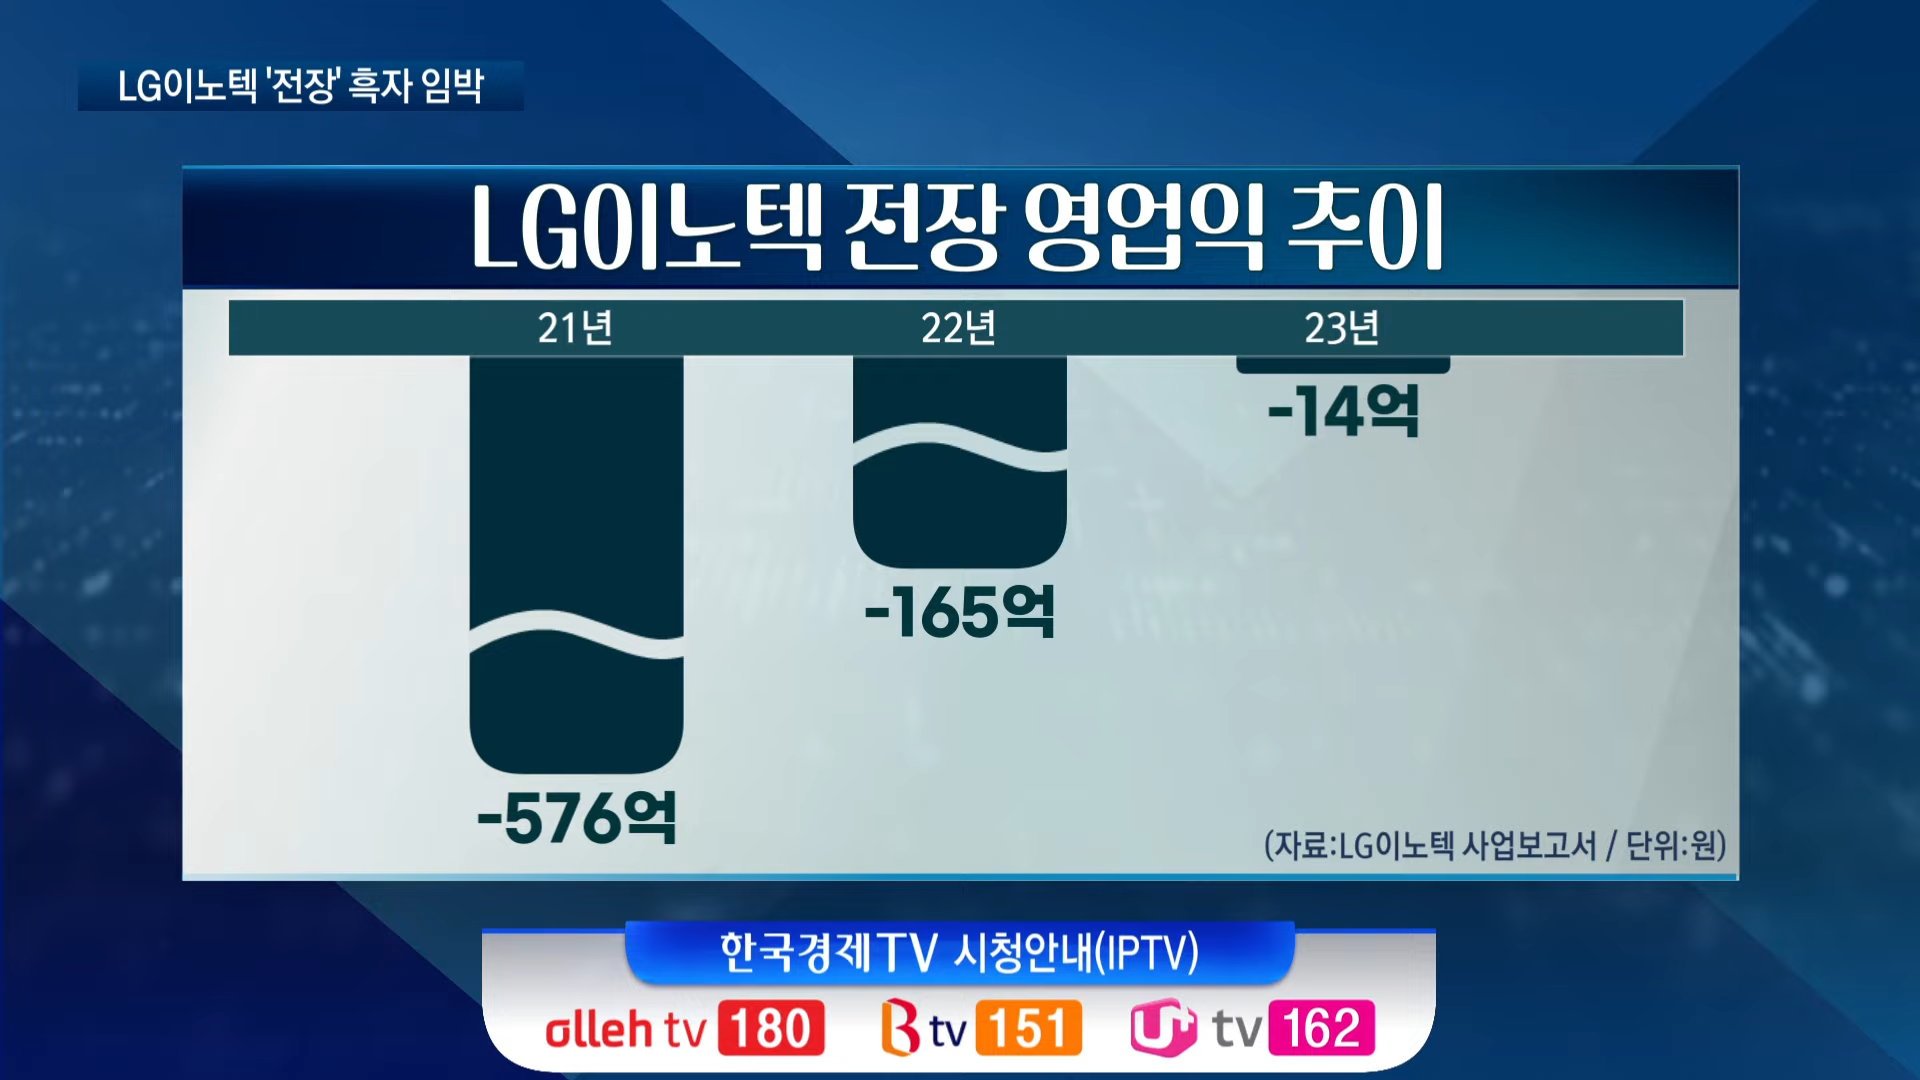 LG이노텍 '전장' 흑자 임박
LG이노텍 전장 영업익 추이
21년 22년 23년
-14억
-165억
-576억
(자료:LG이노텍 사업보고서 / 단위:원)
한국경제TV 시청안내(IPTV)
olleh tv 180 B tv 151 U+ tv 162